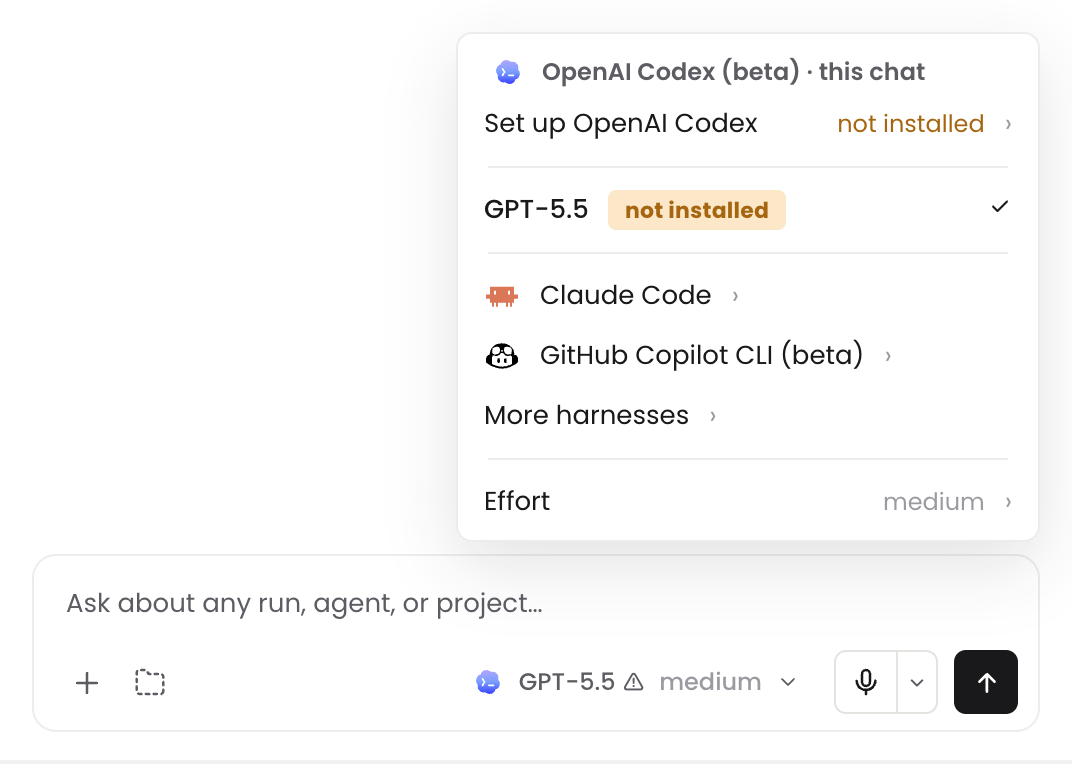 OpenAI Codex (beta) · this chat
Set up OpenAI Codex not installed ›
GPT-5.5 not installed
Claude Code ›
GitHub Copilot CLI (beta) ›
More harnesses ›
Effort medium ›
Ask about any run, agent, or project...
GPT-5.5 medium